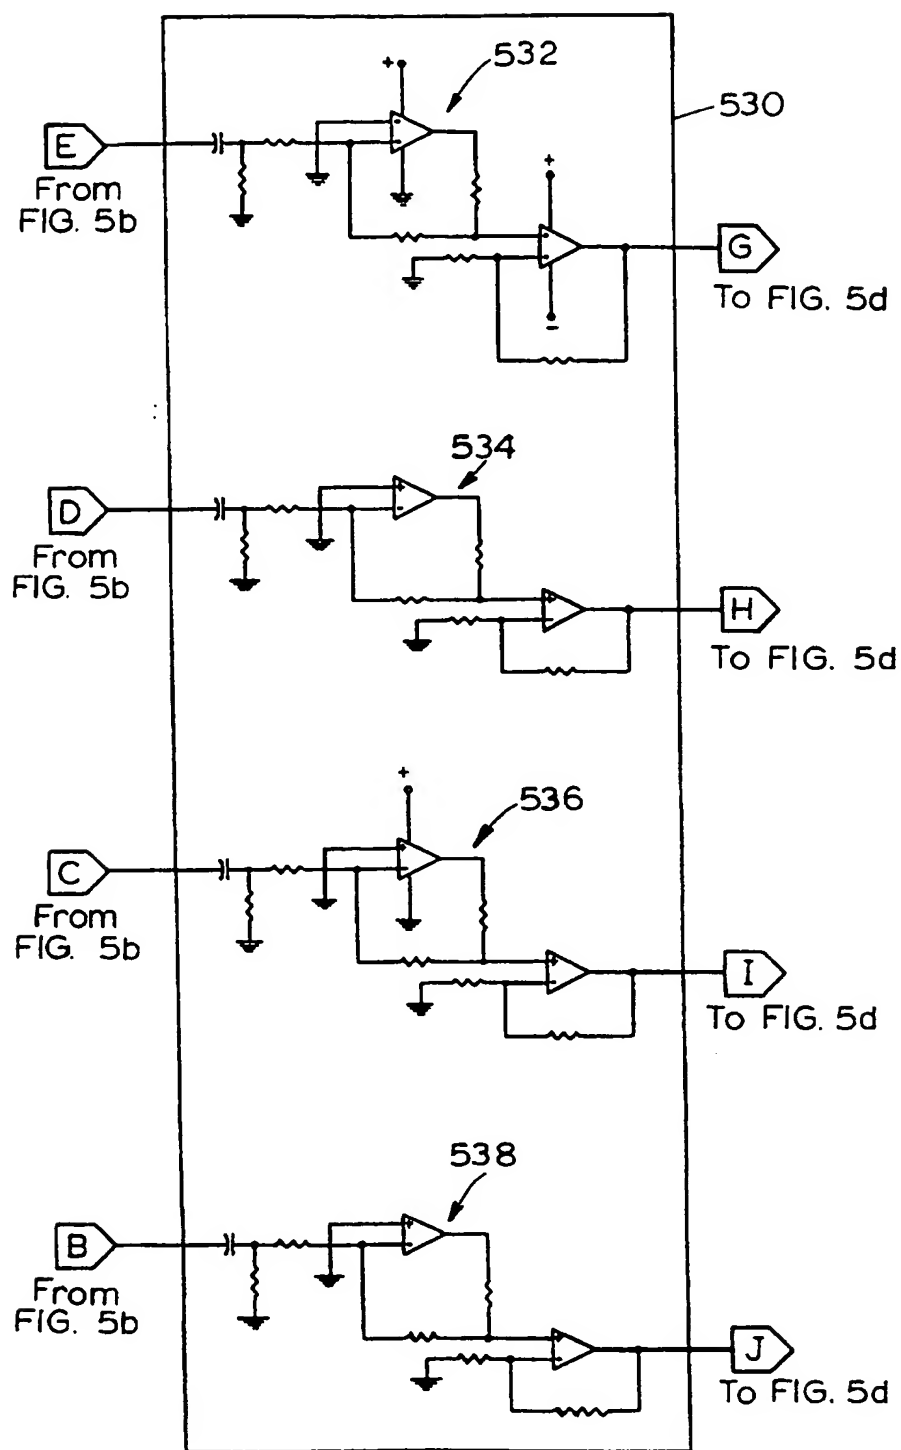 532
530
E
From
FIG. 5b
+
+
-
G
To FIG. 5d
534
D
From
FIG. 5b
H
To FIG. 5d
+
536
C
From
FIG. 5b
I
To FIG. 5d
538
B
From
FIG. 5b
J
To FIG. 5d